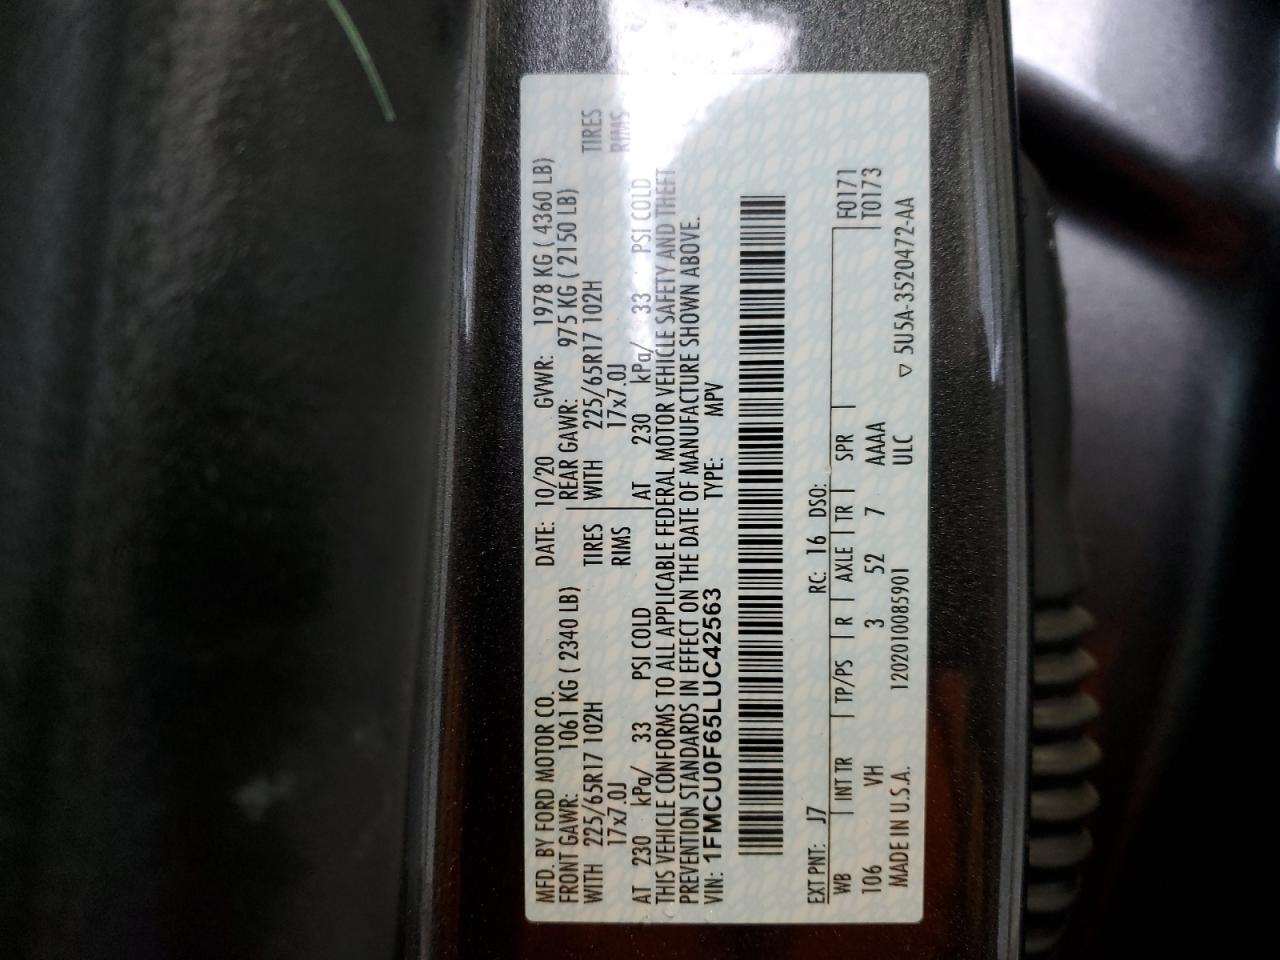 MFD. BY FORD MOTOR CO. DATE: 10/20 GVWR: 1978 KG ( 4360 LB)
FRONT GAWR: 1061 KG ( 2340 LB) REAR GAWR: 975 KG ( 2150 LB)
WITH 225/65R17 102H TIRES WITH 225/65R17 102H TIRES
17x7.0J RIMS 17x7.0J RIMS
AT 230 kPa/ 33 PSI COLD AT 230 kPa/ 33 PSI COLD
THIS VEHICLE CONFORMS TO ALL APPLICABLE FEDERAL MOTOR VEHICLE SAFETY AND THEFT
PREVENTION STANDARDS IN EFFECT ON THE DATE OF MANUFACTURE SHOWN ABOVE.
VIN: 1FMCU0F65LUC42563 TYPE: MPV
EXT PNT: J7 RC: 16 DSO:
WB INT TR TP/PS R AXLE TR SPR F0171
106 VH 3 52 7 AAAA T0173
MADE IN U.S.A. 1202010085901 ULC ▽ 5U5A-3520472-AA